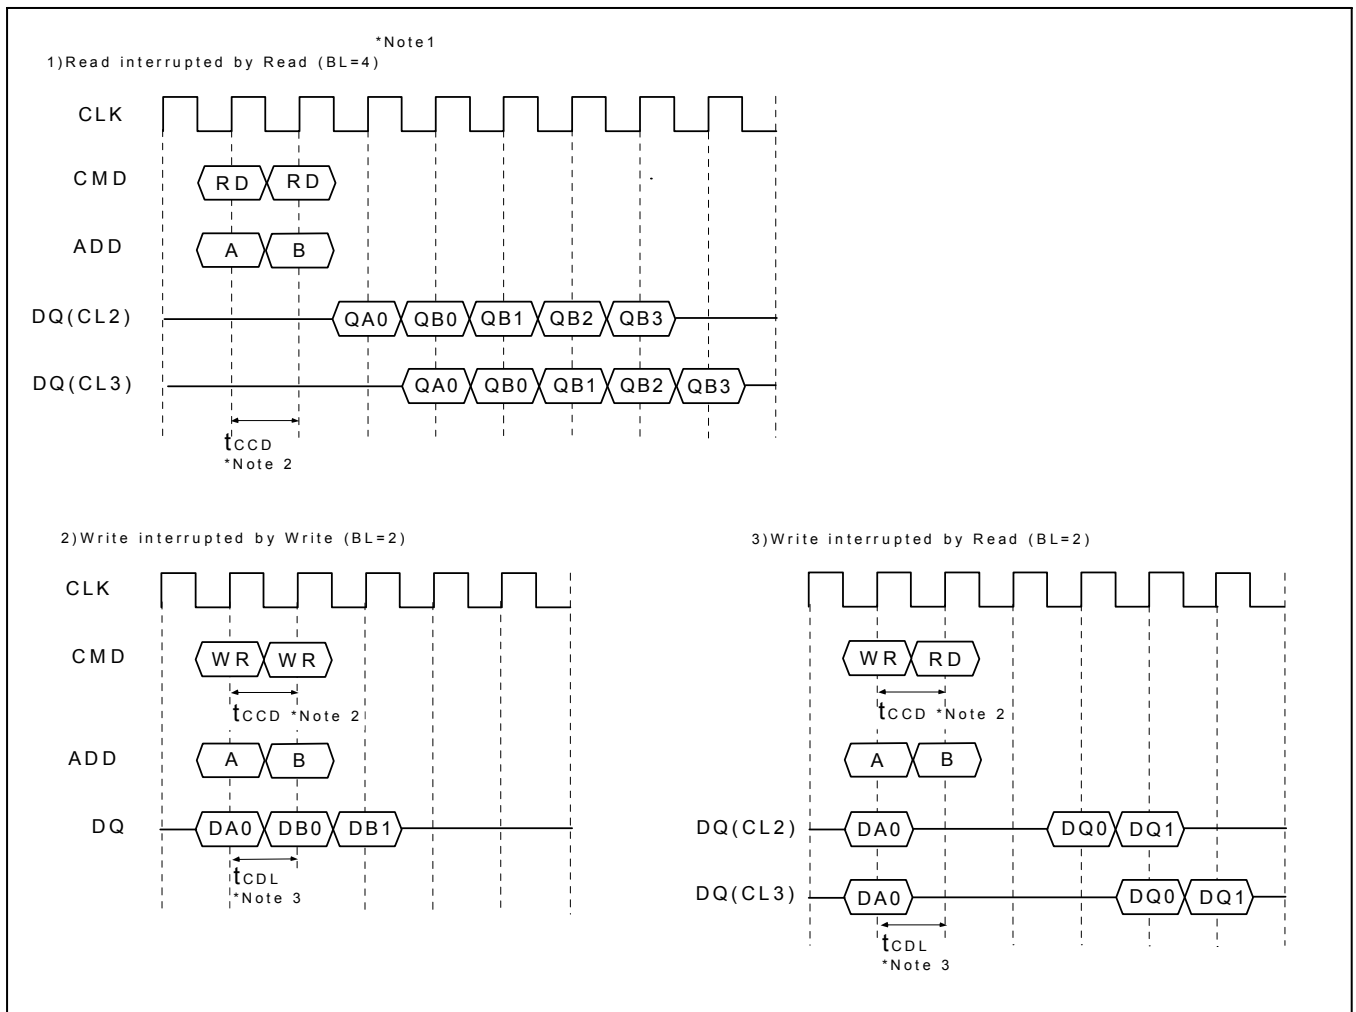 *Note1
1)Read interrupted by Read (BL=4)
CLK
CMD RD RD
ADD A B
DQ(CL2) QA0 QB0 QB1 QB2 QB3
DQ(CL3) QA0 QB0 QB1 QB2 QB3
tCCD
*Note 2
2)Write interrupted by Write (BL=2)
CLK
CMD WR WR
tCCD *Note 2
ADD A B
DQ DA0 DB0 DB1
tCDL
*Note 3
3)Write interrupted by Read (BL=2)
WR RD
tCCD *Note 2
A B
DQ(CL2) DA0 DQ0 DQ1
DQ(CL3) DA0 DQ0 DQ1
tCDL
*Note 3